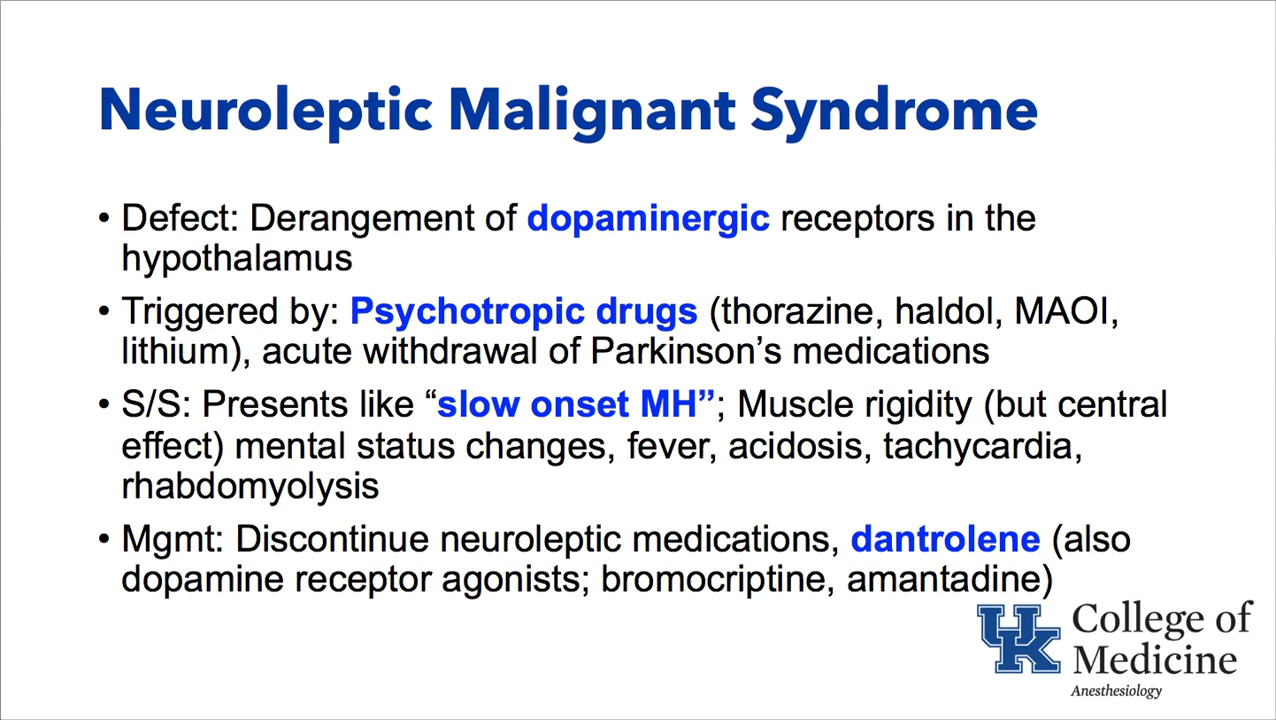 Neuroleptic Malignant Syndrome
• Defect: Derangement of dopaminergic receptors in the
hypothalamus
• Triggered by: Psychotropic drugs (thorazine, haldol, MAOI,
lithium), acute withdrawal of Parkinson’s medications
• S/S: Presents like “slow onset MH”; Muscle rigidity (but central
effect) mental status changes, fever, acidosis, tachycardia,
rhabdomyolysis
• Mgmt: Discontinue neuroleptic medications, dantrolene (also
dopamine receptor agonists; bromocriptine, amantadine)
UK
College of
Medicine
Anesthesiology